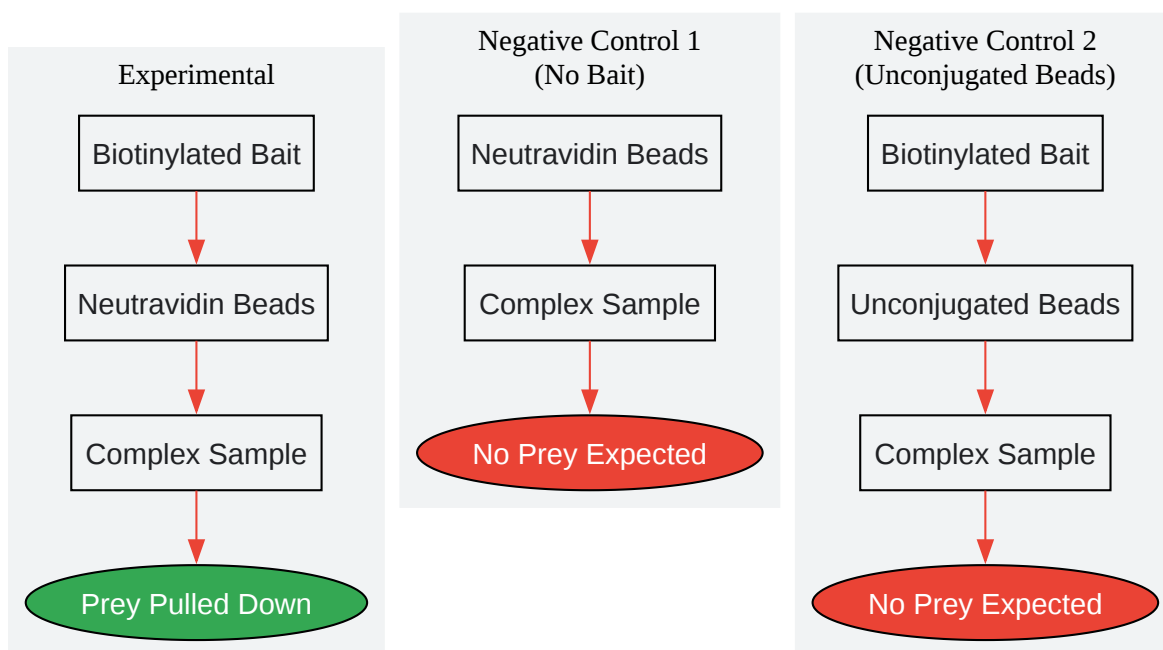 Experimental
Biotinylated Bait
Neutravidin Beads
Complex Sample
Prey Pulled Down
Negative Control 1
(No Bait)
Neutravidin Beads
Complex Sample
No Prey Expected
Negative Control 2
(Unconjugated Beads)
Biotinylated Bait
Unconjugated Beads
Complex Sample
No Prey Expected